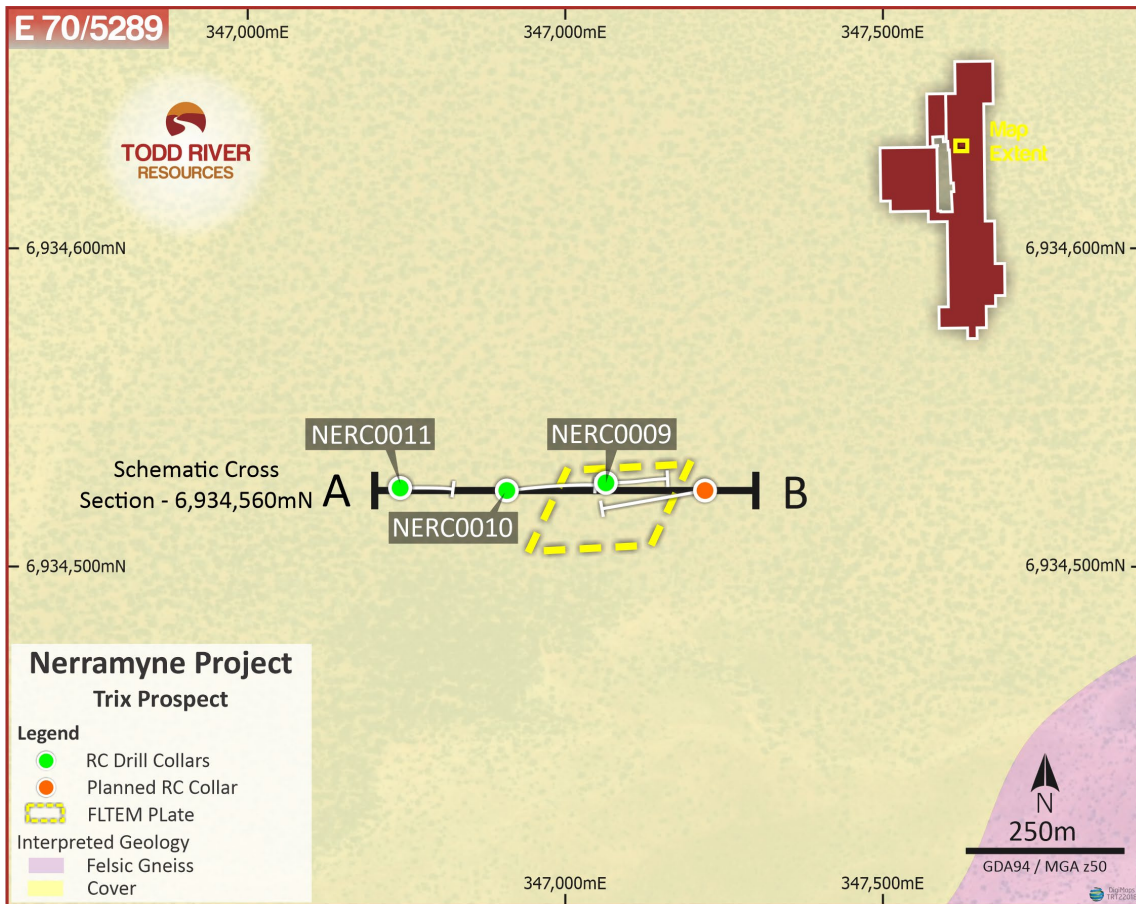 E 70/5289
347,000mE
347,000mE
347,500mE
TODD RIVER
RESOURCES
Map
Extent
6,934,600mN
6,934,600mN
NERC0011
NERC0009
Schematic Cross
Section - 6,934,560mN
A
B
NERC0010
6,934,500mN
6,934,500mN
Nerramyne Project
Trix Prospect
Legend
RC Drill Collars
Planned RC Collar
FLTEM PLate
Interpreted Geology
Felsic Gneiss
Cover
N
250m
GDA94 / MGA z50
347,000mE
347,500mE
DigiMaps